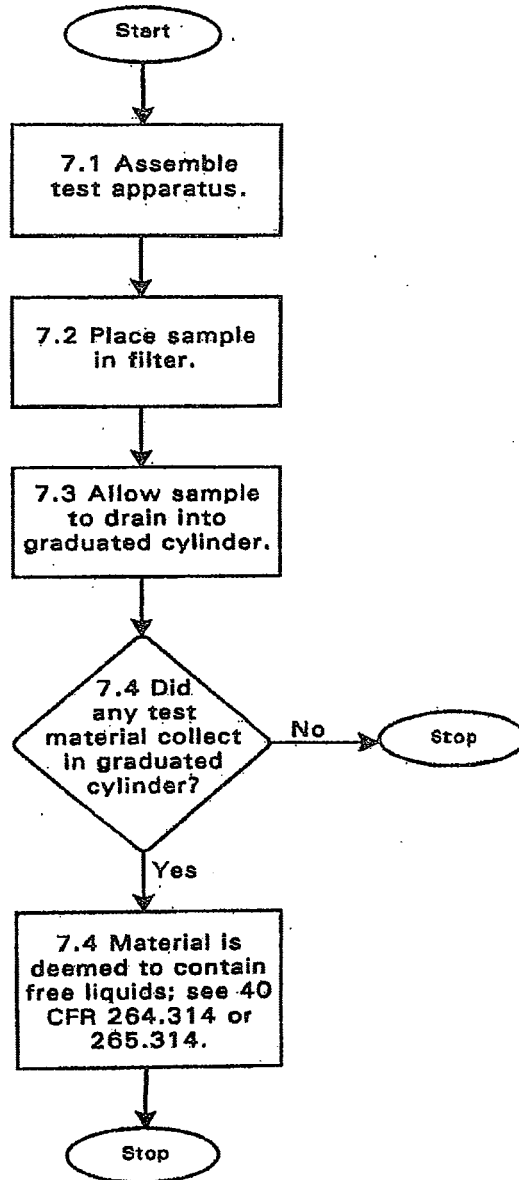 Start
7.1 Assemble
test apparatus.
7.2 Place sample
in filter.
7.3 Allow sample
to drain into
graduated cylinder.
7.4 Did
any test
material collect
in graduated
cylinder?
No
Stop
Yes
7.4 Material is
deemed to contain
free liquids; see 40
CFR 264.314 or
265.314.
Stop